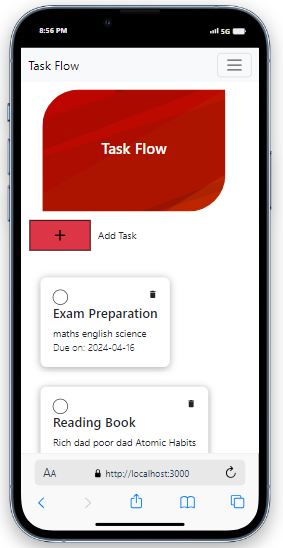 8:56 PM 5G
Task Flow
Task Flow
+ Add Task
Exam Preparation
maths english science
Due on: 2024-04-16
Reading Book
Rich dad poor dad Atomic Habits
AA http://localhost:3000